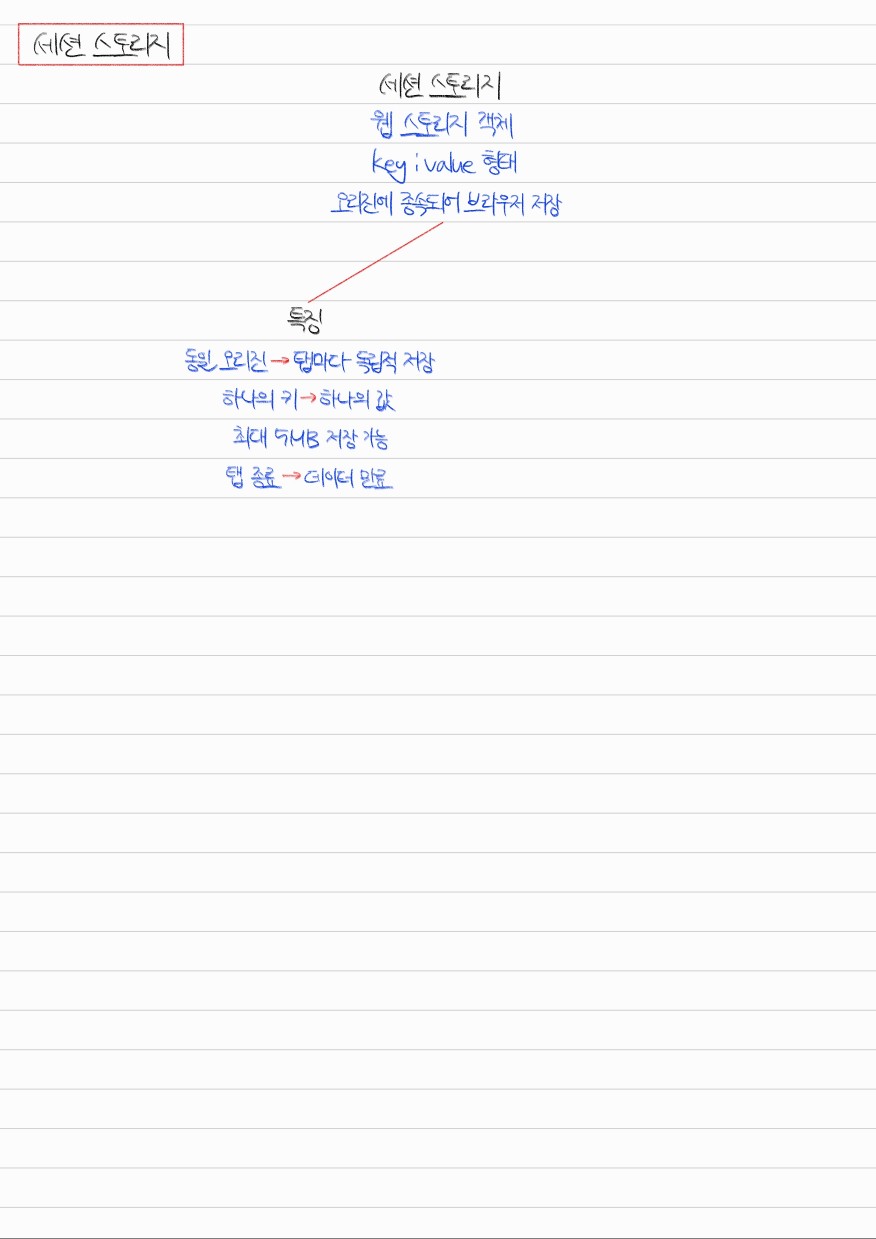 세션 스토리지
세션 스토리지
웹 스토리지 객체
key : value 형태
오리진에 종속되어 브라우저 저장
특징
동일 오리진 → 탭마다 독립적 저장
하나의 키 → 하나의 값
최대 5MB 저장 가능
탭 종료 → 데이터 만료